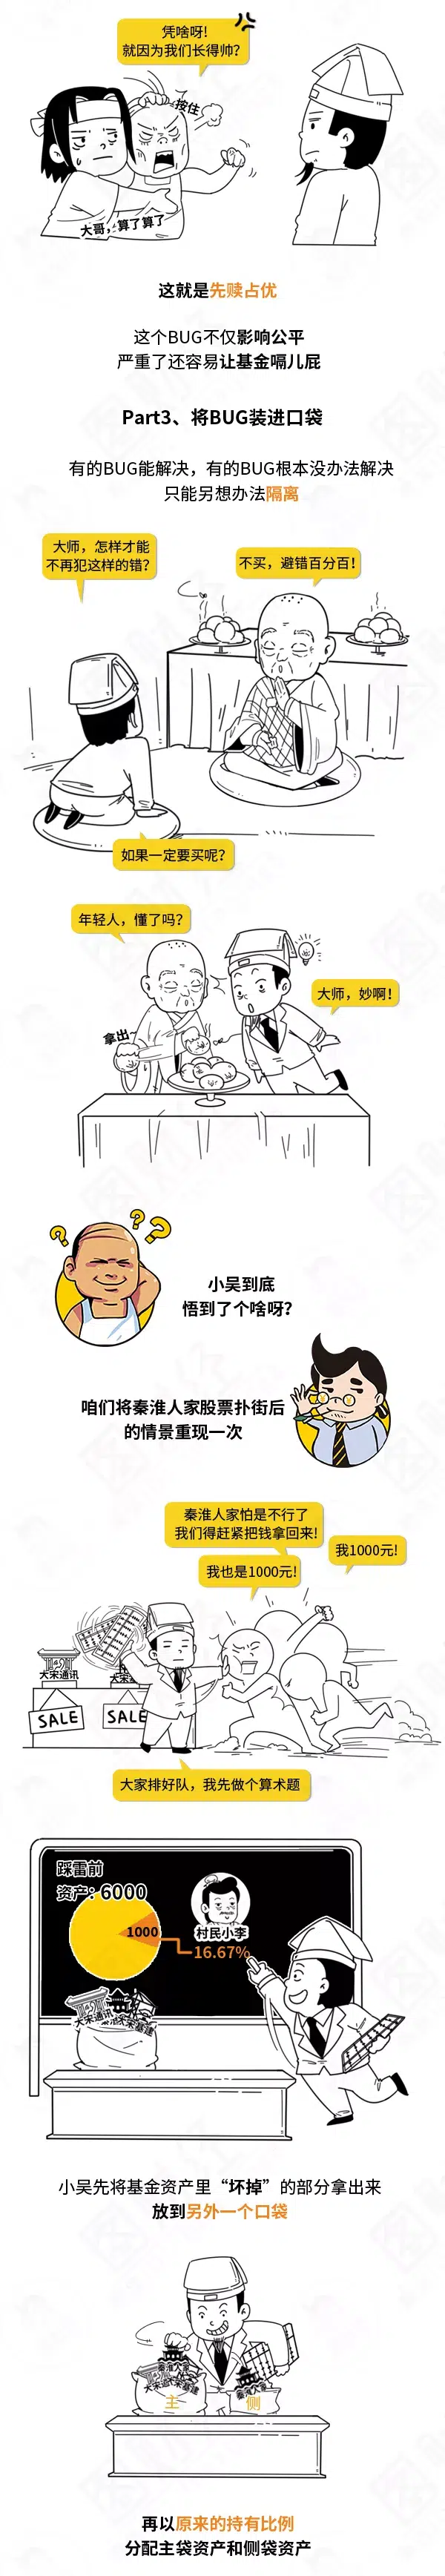 凭啥呀!
就因为我们长得帅?
按住
大哥，算了算了
这就是先赎占优
这个BUG不仅影响公平
严重了还容易让基金嗝儿屁
Part3、将BUG装进口袋
有的BUG能解决，有的BUG根本没办法解决
只能另想办法隔离
大师，怎样才能
不再犯这样的错?
不买，避错百分百!
如果一定要买呢?
年轻人，懂了吗?
大师，妙啊!
拿出~
小吴到底
悟到了个啥呀?
咱们将秦淮人家股票扑街后
的情景重现一次
秦淮人家怕是不行了
我们得赶紧把钱拿回来!
我1000元!
我也是1000元!
大宋通讯
SALE
SALE
大家排好队，我先做个算术题
踩雷前
资产：6000
1000
村民小李
16.67%
大宋通讯
小吴先将基金资产里“坏掉”的部分拿出来
放到另外一个口袋
秦淮人家
主
侧
再以原来的持有比例
分配主袋资产和侧袋资产